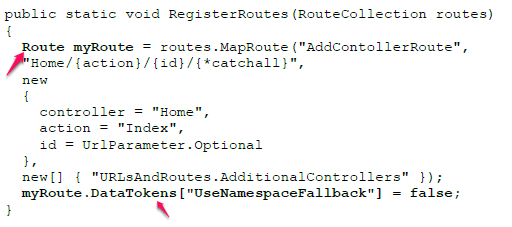 public static void RegisterRoutes(RouteCollection routes)
{
  Route myRoute = routes.MapRoute("AddContollerRoute",
  "Home/{action}/{id}/{*catchall}",
  new
  {
    controller = "Home",
    action = "Index",
    id = UrlParameter.Optional
  },
  new[] { "URLsAndRoutes.AdditionalControllers" });
  myRoute.DataTokens["UseNamespaceFallback"] = false;
}